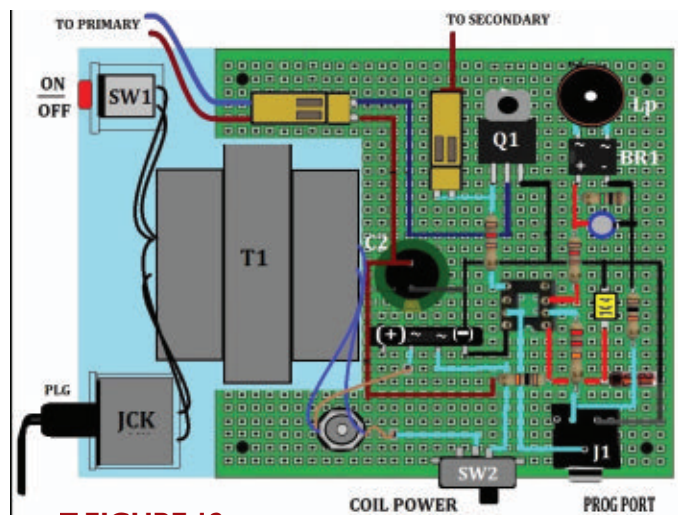 TO PRIMARY
TO SECONDARY
ON
OFF
SW1
Q1
Lp
~ ~
+ -
BR1
T1
C2
1C4
(+) ~ ~ (-)
PLG
JCK
J1
SW2
COIL POWER
PROG PORT